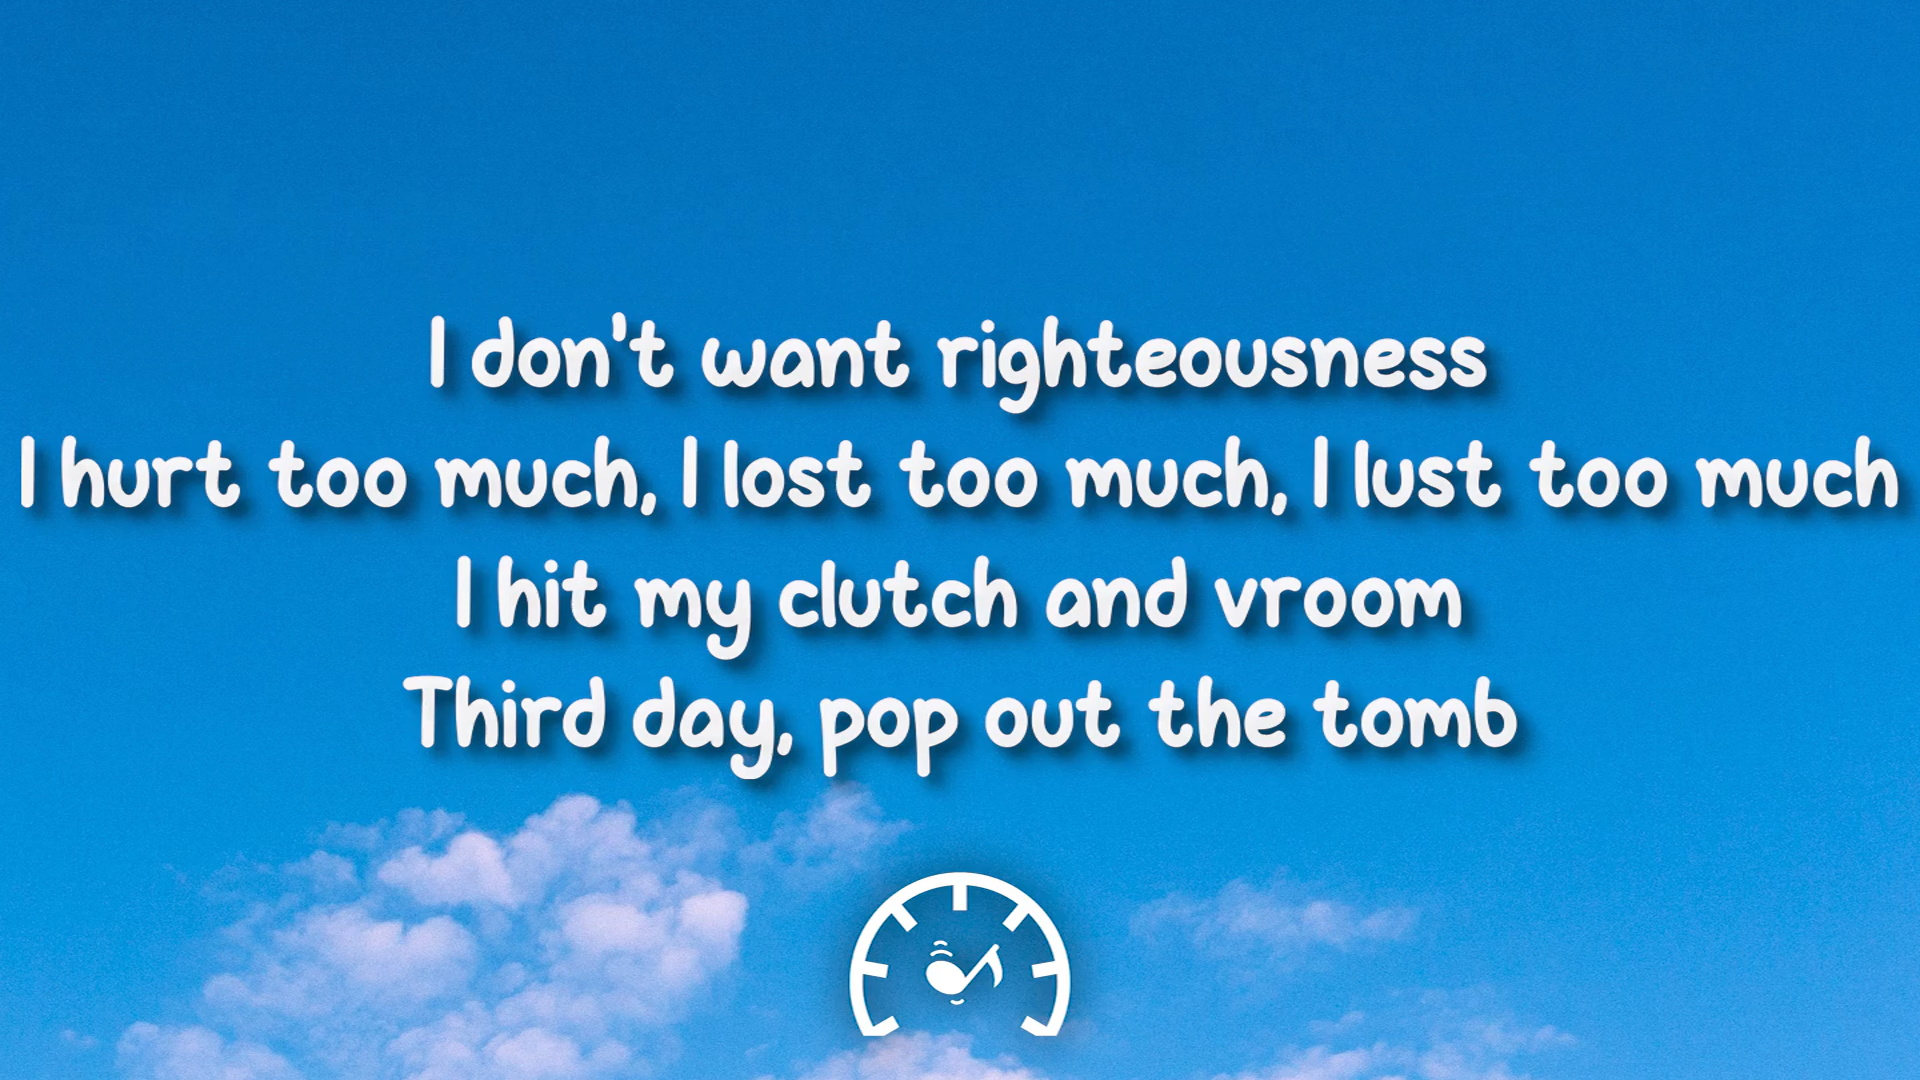 I don't want righteousness
I hurt too much, I lost too much, I lust too much
I hit my clutch and vroom
Third day, pop out the tomb